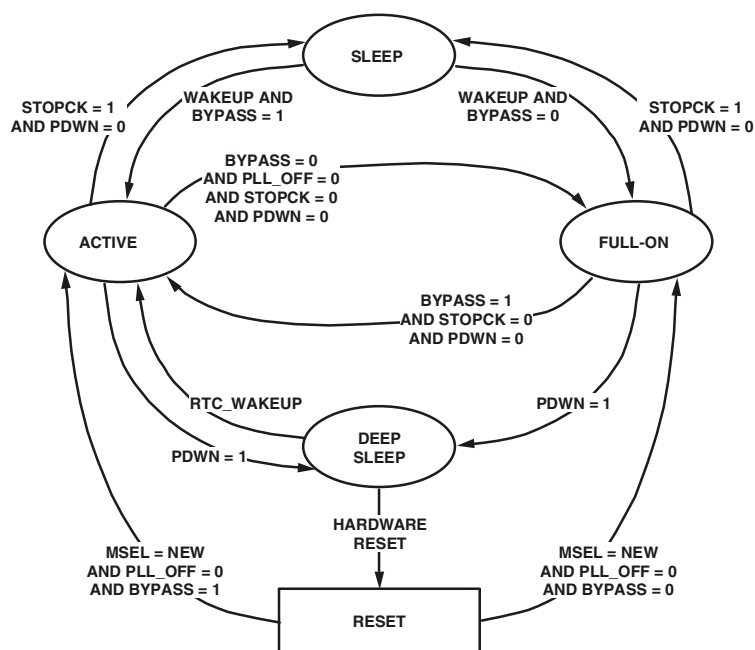 SLEEP
STOPCK = 1
AND PDWN = 0
WAKEUP AND
BYPASS = 1
WAKEUP AND
BYPASS = 0
STOPCK = 1
AND PDWN = 0
BYPASS = 0
AND PLL_OFF = 0
AND STOPCK = 0
AND PDWN = 0
ACTIVE
FULL-ON
BYPASS = 1
AND STOPCK = 0
AND PDWN = 0
RTC_WAKEUP
PDWN = 1
DEEP
SLEEP
PDWN = 1
HARDWARE
RESET
MSEL = NEW
AND PLL_OFF = 0
AND BYPASS = 1
MSEL = NEW
AND PLL_OFF = 0
AND BYPASS = 0
RESET